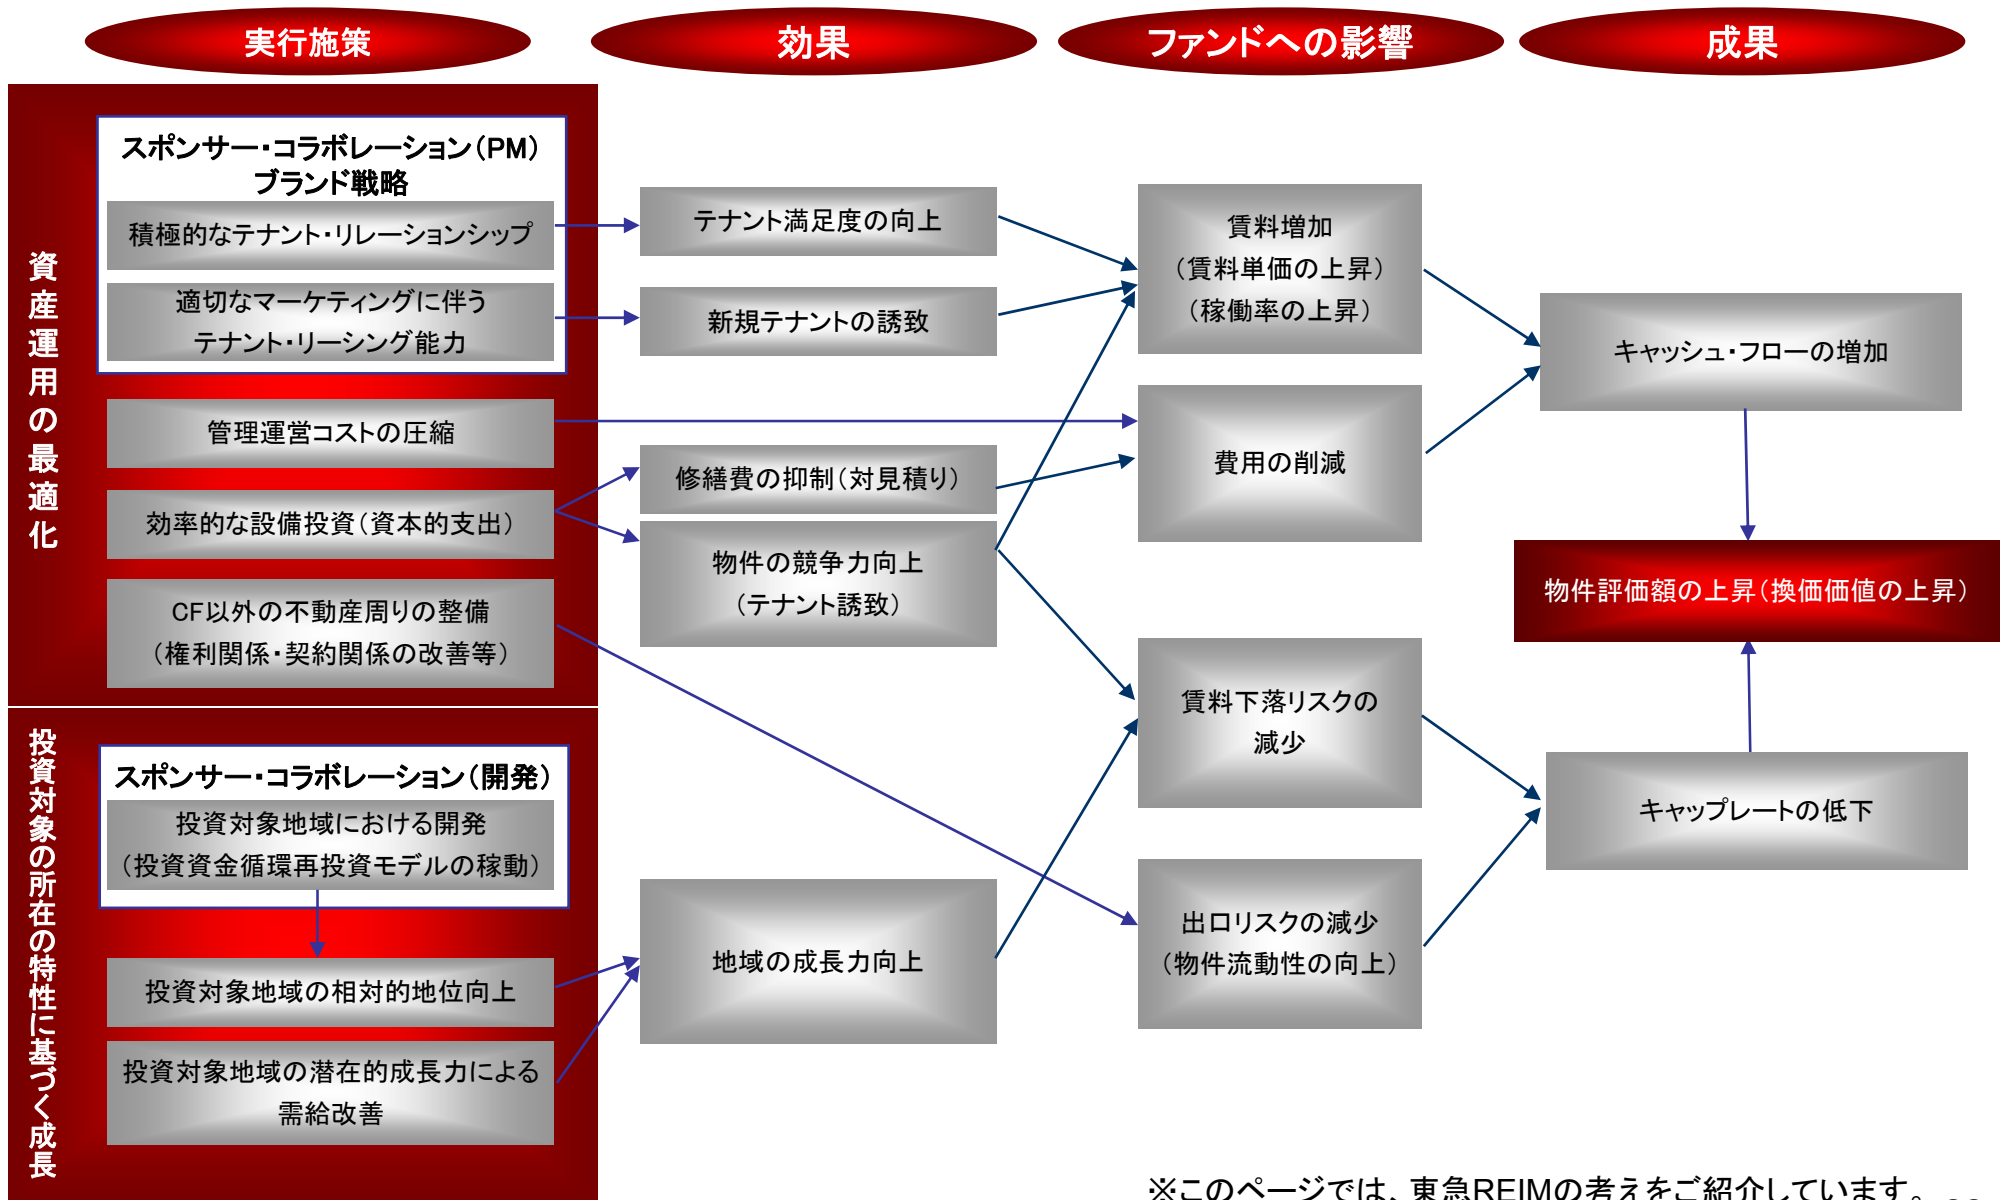 実行施策
効果
ファンドへの影響
成果
資産運用の最適化
スポンサー・コラボレーション（PM）
ブランド戦略
積極的なテナント・リレーションシップ
適切なマーケティングに伴う
テナント・リーシング能力
管理運営コストの圧縮
効率的な設備投資（資本的支出）
CF以外の不動産周りの整備
（権利関係・契約関係の改善等）
投資対象の所在の特性に基づく成長
スポンサー・コラボレーション（開発）
投資対象地域における開発
（投資資金循環再投資モデルの稼動）
投資対象地域の相対的地位向上
投資対象地域の潜在的成長力による
需給改善
テナント満足度の向上
新規テナントの誘致
修繕費の抑制（対見積り）
物件の競争力向上
（テナント誘致）
地域の成長力向上
賃料増加
（賃料単価の上昇）
（稼働率の上昇）
費用の削減
賃料下落リスクの
減少
出口リスクの減少
（物件流動性の向上）
キャッシュ・フローの増加
物件評価額の上昇（換価価値の上昇）
キャップレートの低下
※このページでは、東急REIMの考えをご紹介しています。